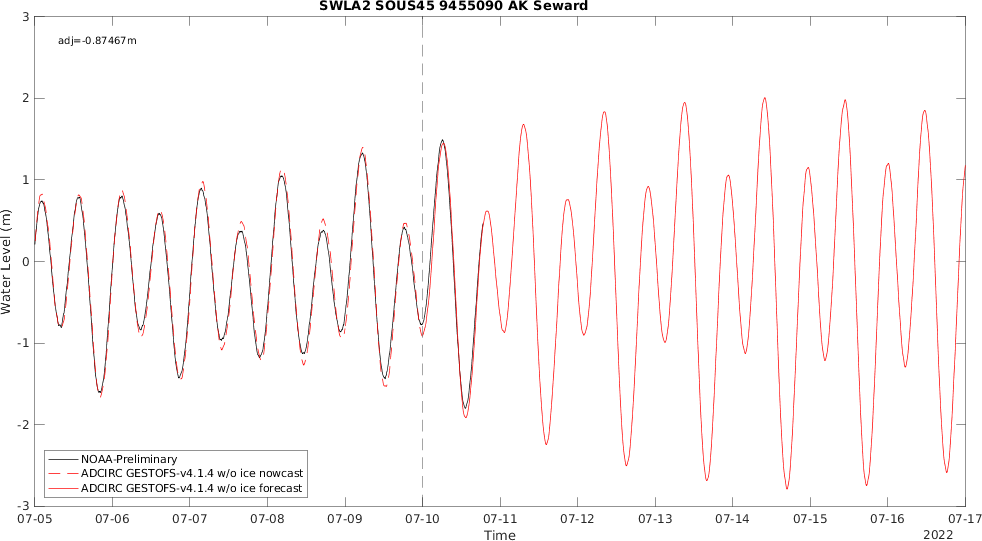 SWLA2 SOUS45 9455090 AK Seward
adj=-0.87467m
3
2
1
0
-1
-2
-3
Water Level (m)
NOAA-Preliminary
ADCIRC GESTOFS-v4.1.4 w/o ice nowcast
ADCIRC GESTOFS-v4.1.4 w/o ice forecast
07-05 07-06 07-07 07-08 07-09 07-10 07-11 07-12 07-13 07-14 07-15 07-16 07-17
Time
2022